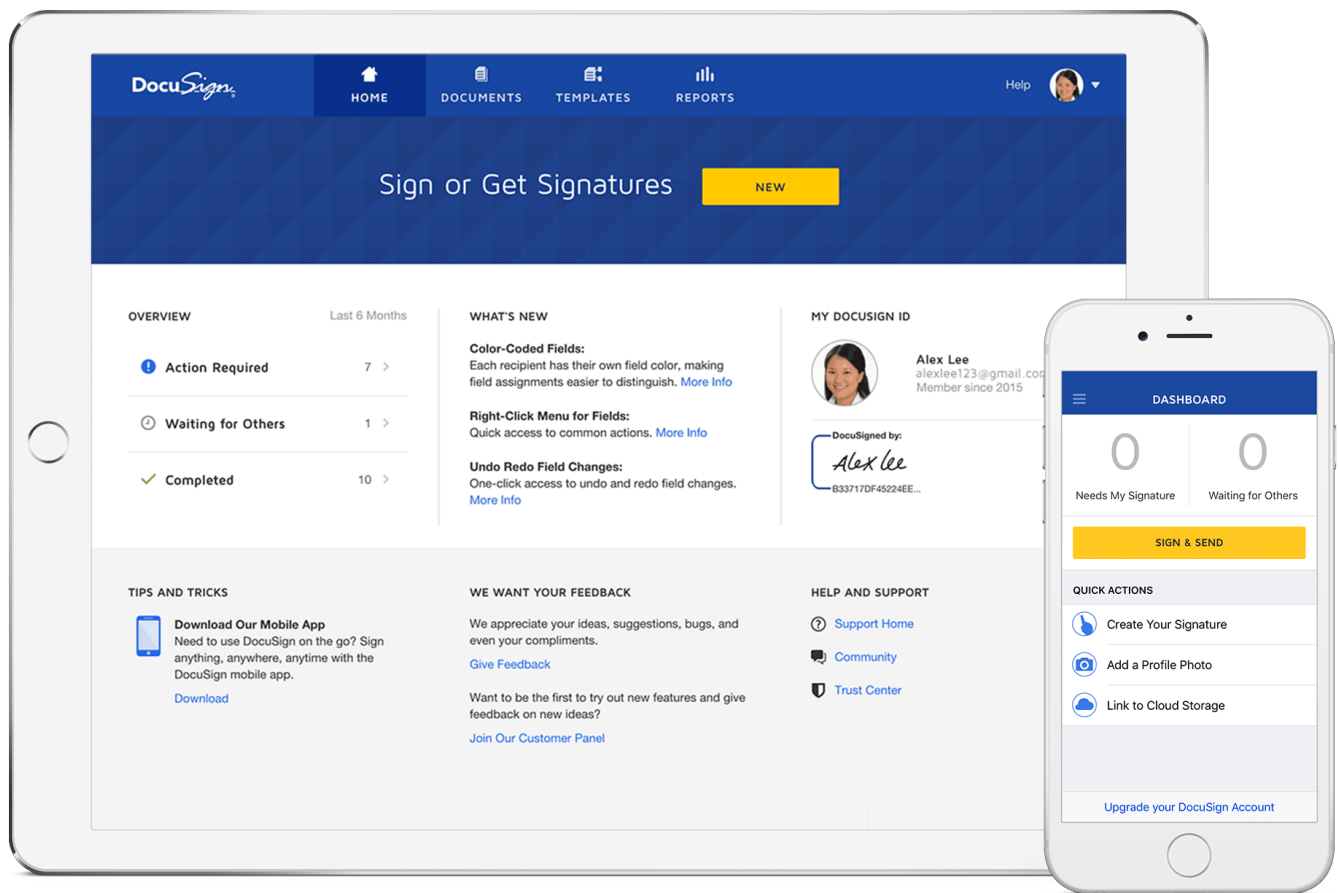 DocuSign
HOME
DOCUMENTS
TEMPLATES
REPORTS
Help
Sign or Get Signatures
NEW
OVERVIEW
Last 6 Months
Action Required
7
Waiting for Others
1
Completed
10
WHAT'S NEW
Color-Coded Fields:
Each recipient has their own field color, making
field assignments easier to distinguish. More Info
Right-Click Menu for Fields:
Quick access to common actions. More Info
Undo Redo Field Changes:
One-click access to undo and redo field changes.
More Info
MY DOCUSIGN ID
Alex Lee
alexlee123@gmail.cor
Member since 2015
DocuSigned by:
Alex Lee
B33717DF45224EE...
TIPS AND TRICKS
Download Our Mobile App
Need to use DocuSign on the go? Sign
anything, anywhere, anytime with the
DocuSign mobile app.
Download
WE WANT YOUR FEEDBACK
We appreciate your ideas, suggestions, bugs, and
even your compliments.
Give Feedback
Want to be the first to try out new features and give
feedback on new ideas?
Join Our Customer Panel
HELP AND SUPPORT
Support Home
Community
Trust Center
DASHBOARD
0
Needs My Signature
0
Waiting for Others
SIGN & SEND
QUICK ACTIONS
Create Your Signature
Add a Profile Photo
Link to Cloud Storage
Upgrade your DocuSign Account